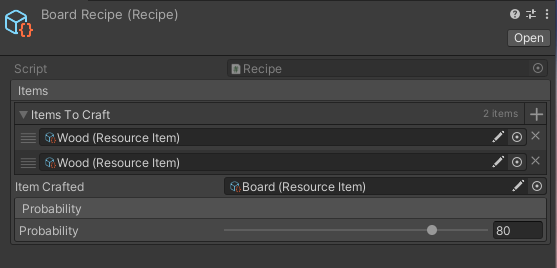 Board Recipe (Recipe)
Open
Script Recipe
Items
Items To Craft 2 items
Wood (Resource Item)
Wood (Resource Item)
Item Crafted Board (Resource Item)
Probability
Probability 80